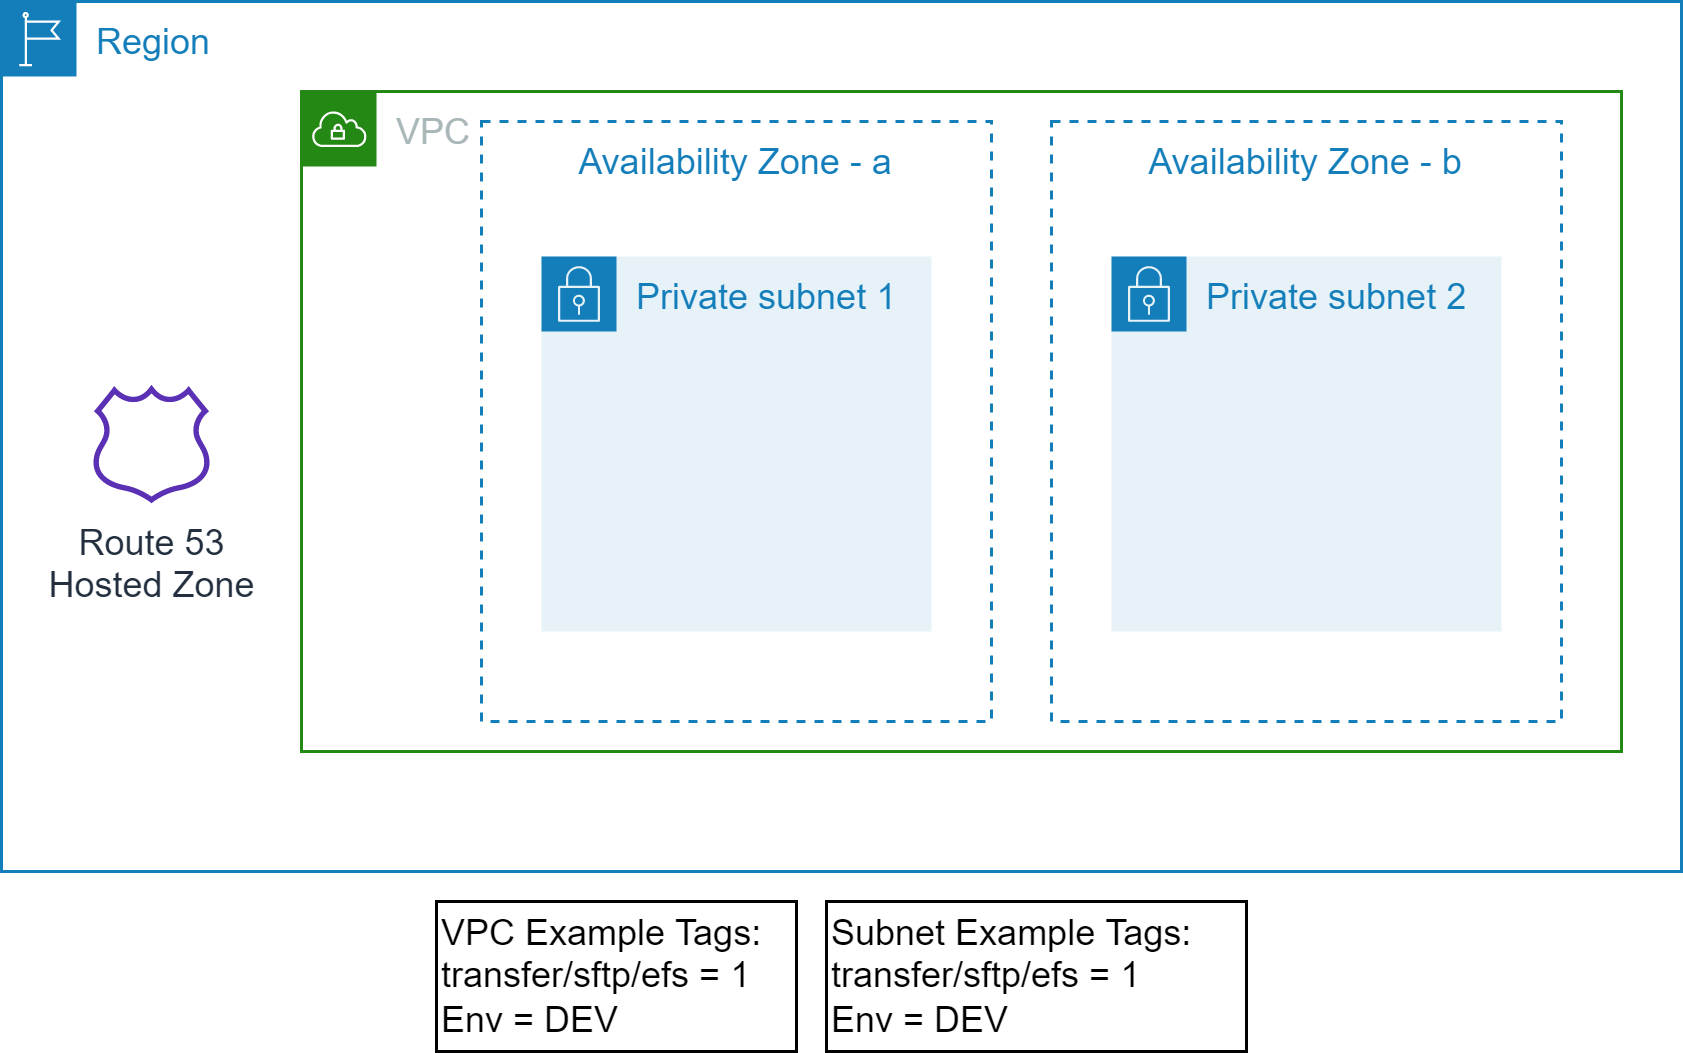 Region
VPC
Availability Zone - a
Availability Zone - b
Private subnet 1
Private subnet 2
Route 53
Hosted Zone
VPC Example Tags:
transfer/sftp/efs = 1
Env = DEV
Subnet Example Tags:
transfer/sftp/efs = 1
Env = DEV